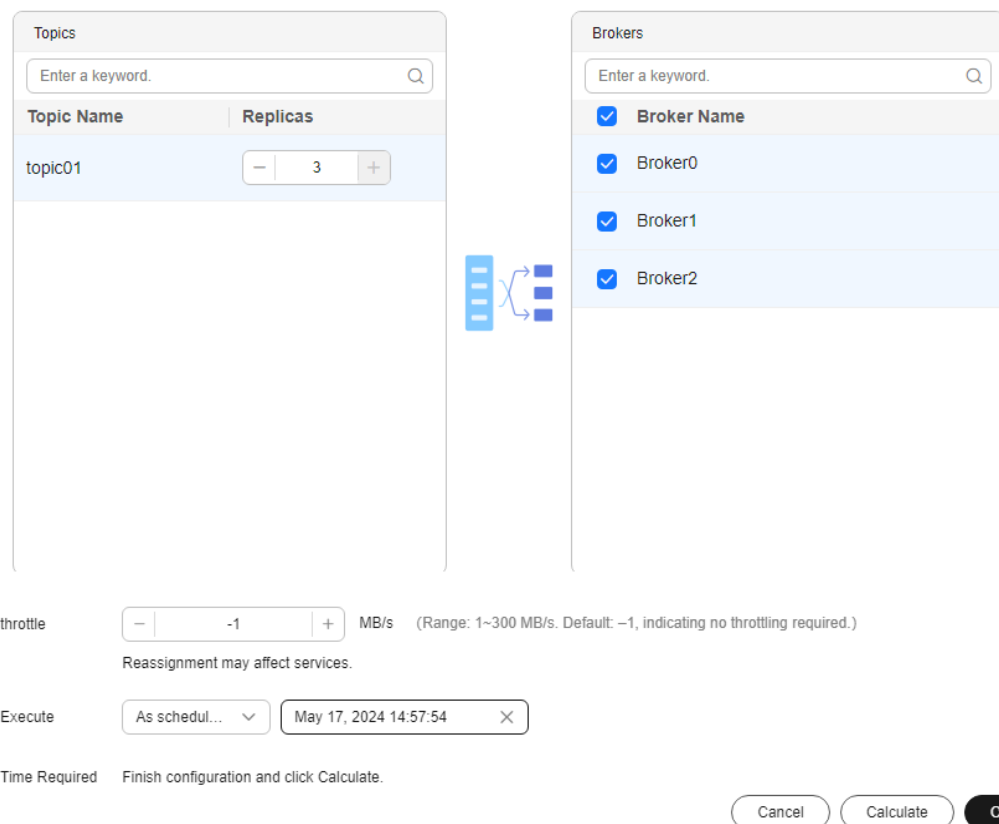 Topics
Enter a keyword.
Topic Name Replicas
topic01 − 3 +
Brokers
Enter a keyword.
Broker Name
Broker0
Broker1
Broker2
throttle − -1 + MB/s (Range: 1~300 MB/s. Default: –1, indicating no throttling required.)
Reassignment may affect services.
Execute As schedul... May 17, 2024 14:57:54
Time Required Finish configuration and click Calculate.
Cancel Calculate